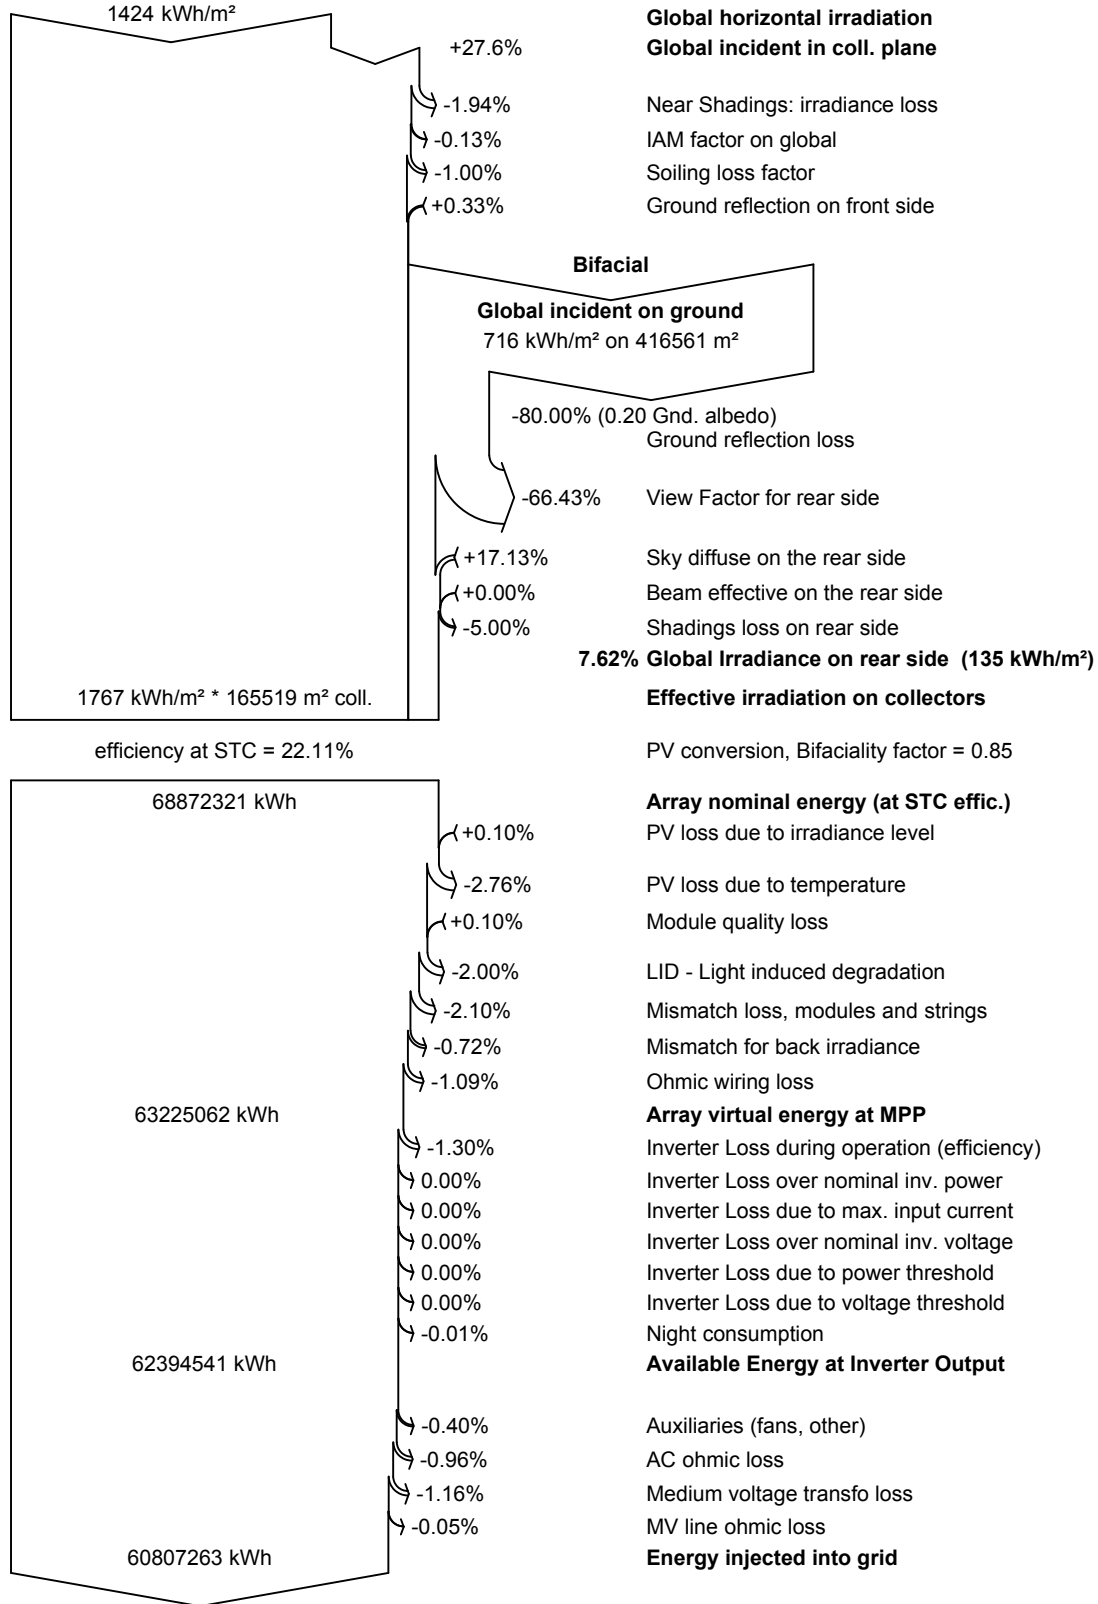 1424 kWh/m² Global horizontal irradiation
+27.6% Global incident in coll. plane
-1.94% Near Shadings: irradiance loss
-0.13% IAM factor on global
-1.00% Soiling loss factor
+0.33% Ground reflection on front side
Bifacial
Global incident on ground
716 kWh/m² on 416561 m²
-80.00% (0.20 Gnd. albedo)
Ground reflection loss
-66.43% View Factor for rear side
+17.13% Sky diffuse on the rear side
+0.00% Beam effective on the rear side
-5.00% Shadings loss on rear side
7.62% Global Irradiance on rear side (135 kWh/m²)
1767 kWh/m² * 165519 m² coll. Effective irradiation on collectors
efficiency at STC = 22.11% PV conversion, Bifaciality factor = 0.85
68872321 kWh Array nominal energy (at STC effic.)
+0.10% PV loss due to irradiance level
-2.76% PV loss due to temperature
+0.10% Module quality loss
-2.00% LID - Light induced degradation
-2.10% Mismatch loss, modules and strings
-0.72% Mismatch for back irradiance
-1.09% Ohmic wiring loss
63225062 kWh Array virtual energy at MPP
-1.30% Inverter Loss during operation (efficiency)
0.00% Inverter Loss over nominal inv. power
0.00% Inverter Loss due to max. input current
0.00% Inverter Loss over nominal inv. voltage
0.00% Inverter Loss due to power threshold
0.00% Inverter Loss due to voltage threshold
-0.01% Night consumption
62394541 kWh Available Energy at Inverter Output
-0.40% Auxiliaries (fans, other)
-0.96% AC ohmic loss
-1.16% Medium voltage transfo loss
-0.05% MV line ohmic loss
60807263 kWh Energy injected into grid